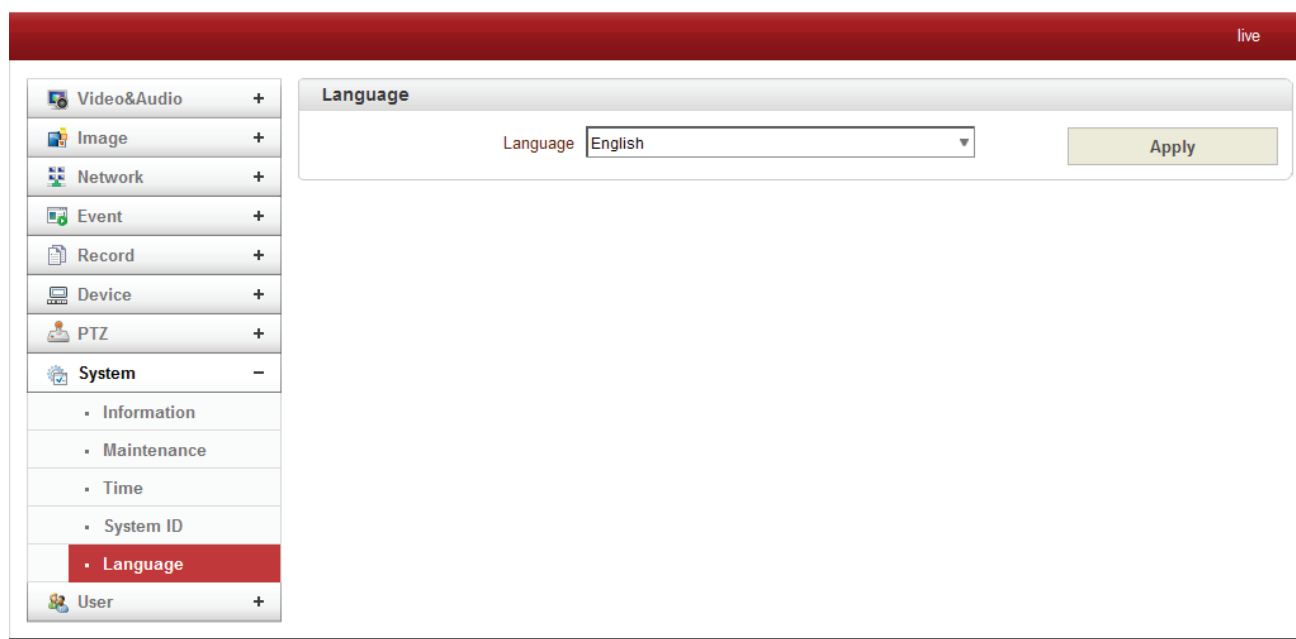 live
Video&Audio +
Image +
Network +
Event +
Record +
Device +
PTZ +
System −
Information
Maintenance
Time
System ID
Language
User +
Language
Language English
Apply